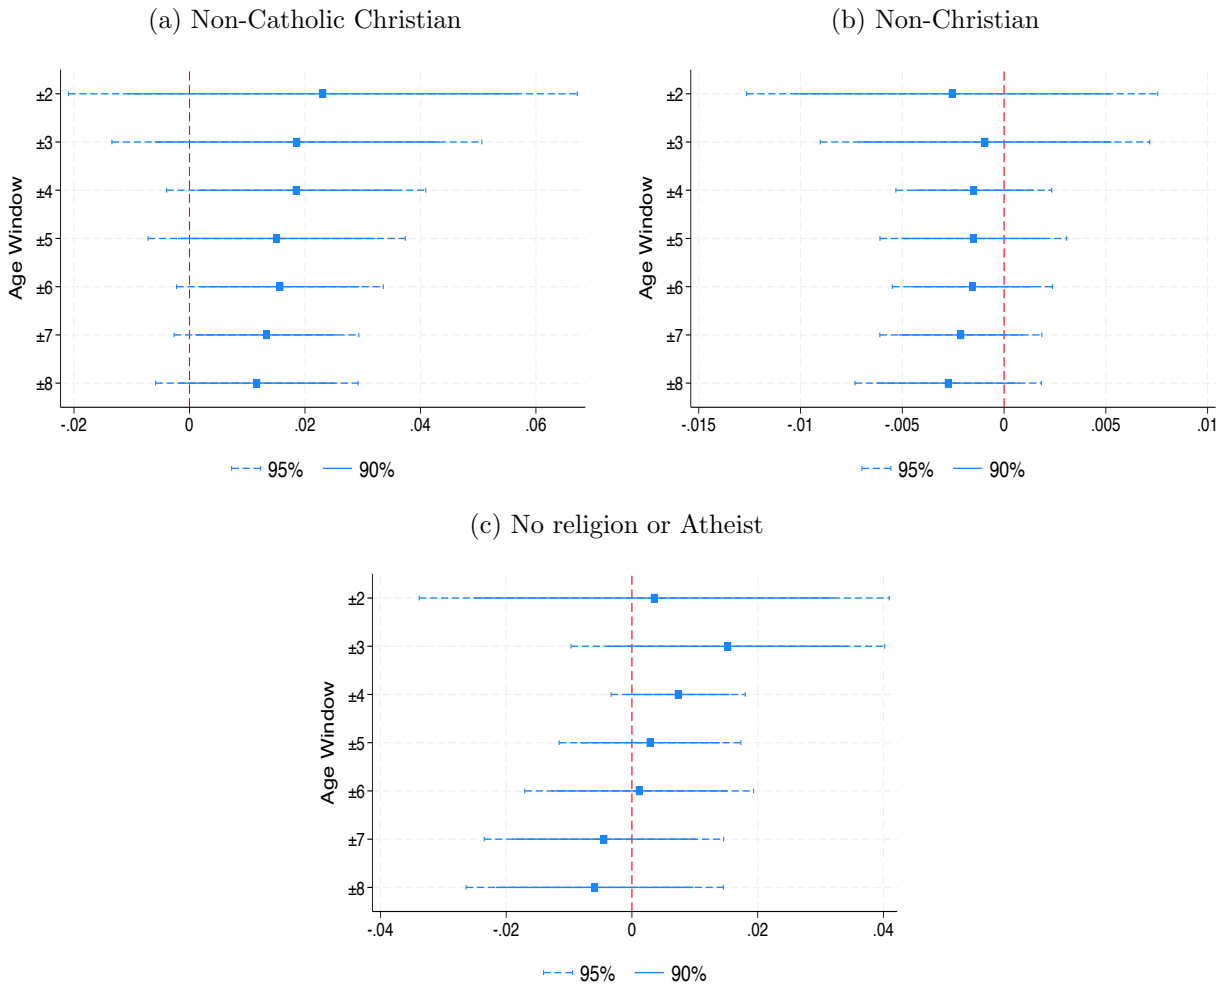 (a) Non-Catholic Christian
Age Window
±2
±3
±4
±5
±6
±7
±8
-.02 0 .02 .04 .06
95% 90%
(b) Non-Christian
Age Window
±2
±3
±4
±5
±6
±7
±8
-.015 -.01 -.005 0 .005 .01
95% 90%
(c) No religion or Atheist
Age Window
±2
±3
±4
±5
±6
±7
±8
-.04 -.02 0 .02 .04
95% 90%